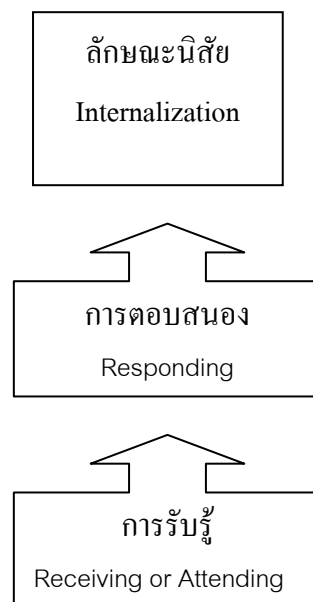 ลักษณะนิสัย
Internalization
การตอบสนอง
Responding
การรับรู้
Receiving or Attending